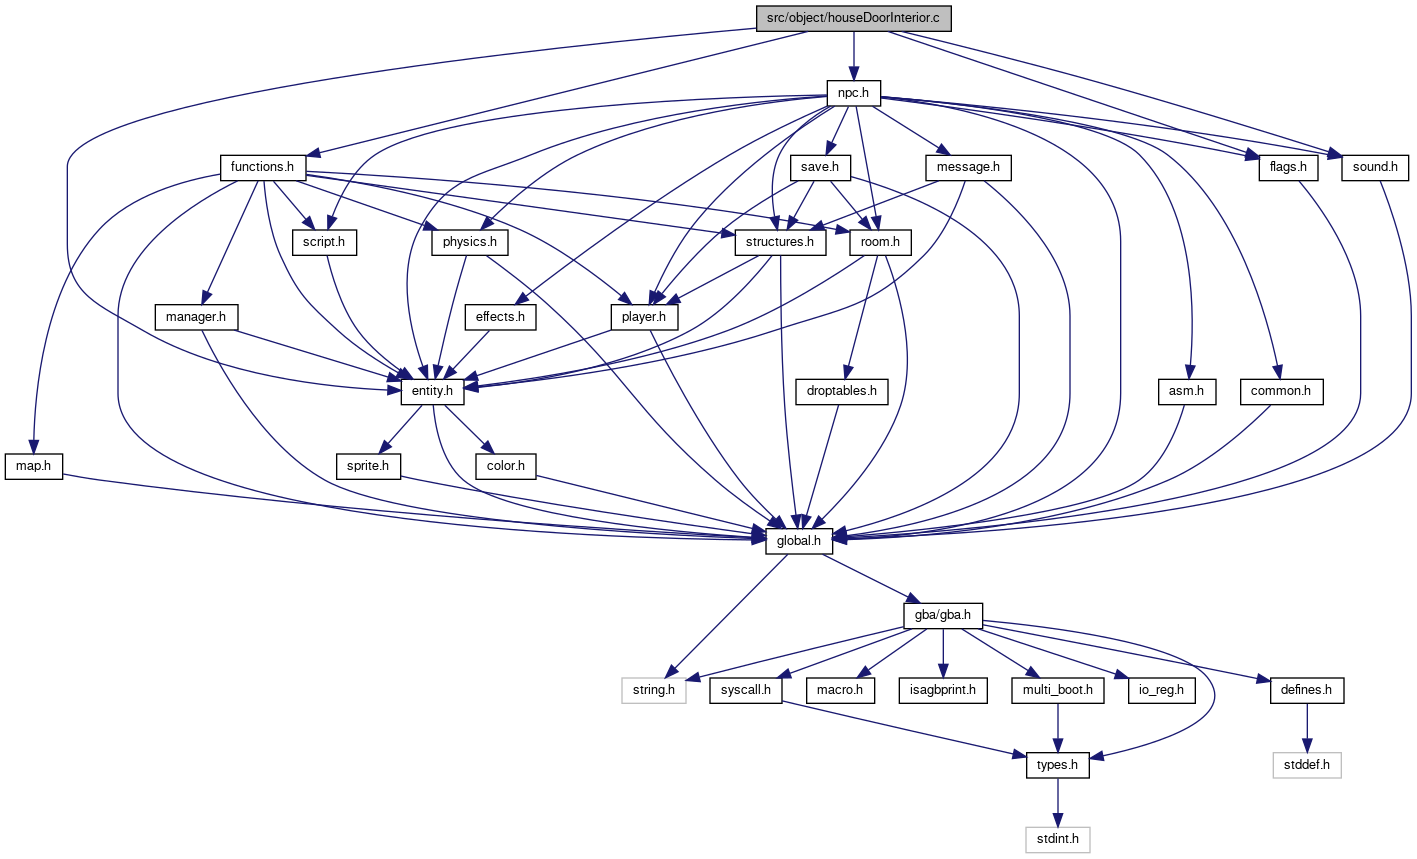 src/object/houseDoorInterior.c
npc.h
functions.h
save.h
message.h
flags.h
sound.h
script.h
physics.h
structures.h
room.h
manager.h
effects.h
player.h
entity.h
droptables.h
asm.h
common.h
map.h
sprite.h
color.h
global.h
gba/gba.h
string.h
syscall.h
macro.h
isagbprint.h
multi_boot.h
io_reg.h
defines.h
types.h
stddef.h
stdint.h